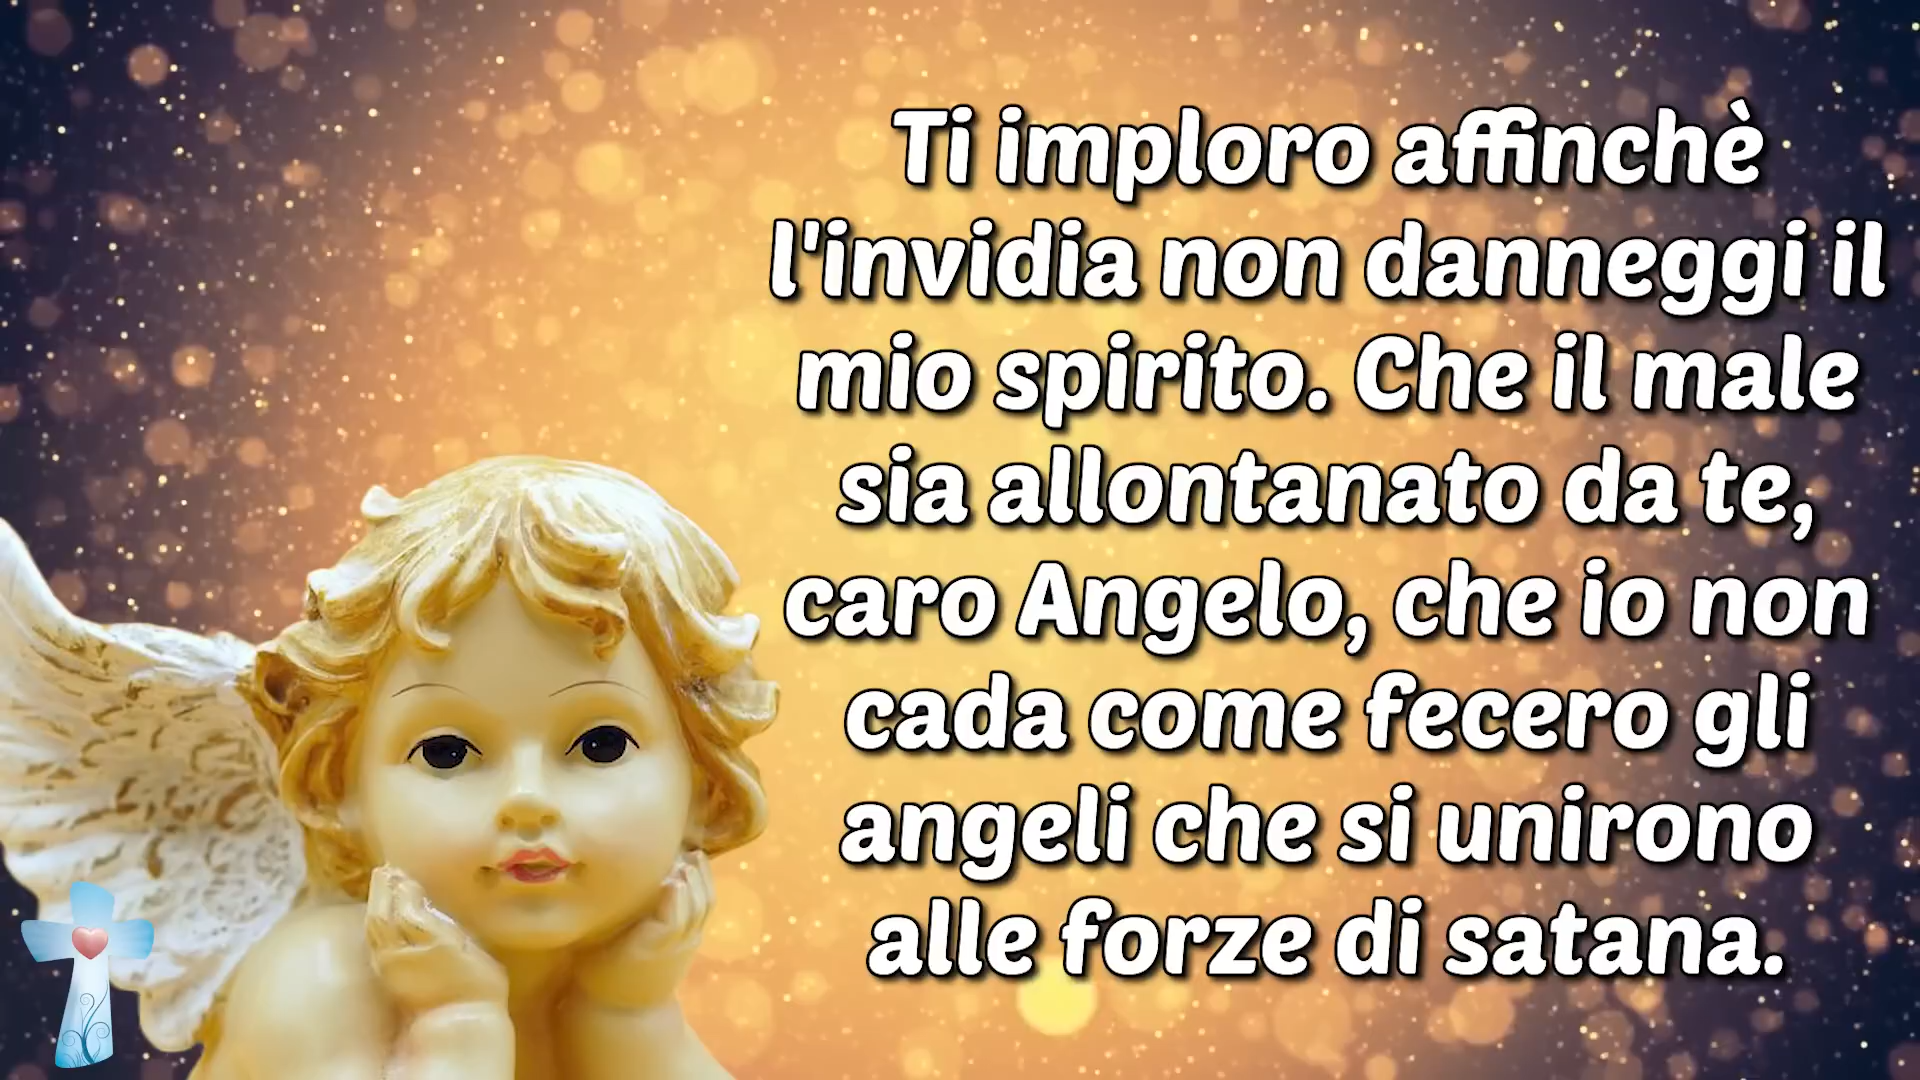 Ti imploro affinchè
l'invidia non danneggi il
mio spirito. Che il male
sia allontanato da te,
caro Angelo, che io non
cada come fecero gli
angeli che si unirono
alle forze di satana.